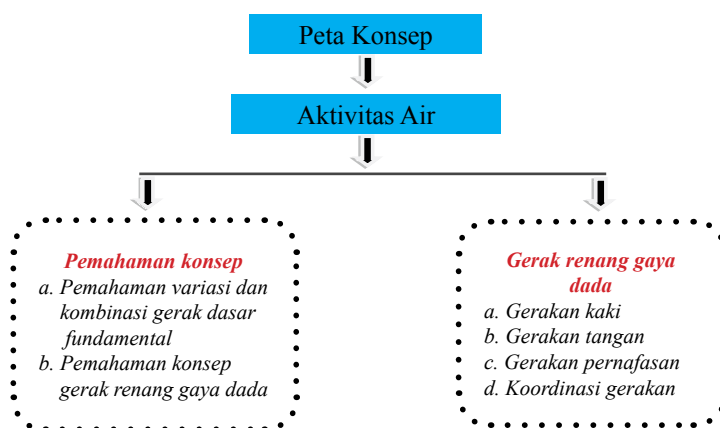 Peta Konsep
Aktivitas Air
Pemahaman konsep
a. Pemahaman variasi dan
kombinasi gerak dasar
fundamental
b. Pemahaman konsep
gerak renang gaya dada
Gerak renang gaya
dada
a. Gerakan kaki
b. Gerakan tangan
c. Gerakan pernafasan
d. Koordinasi gerakan